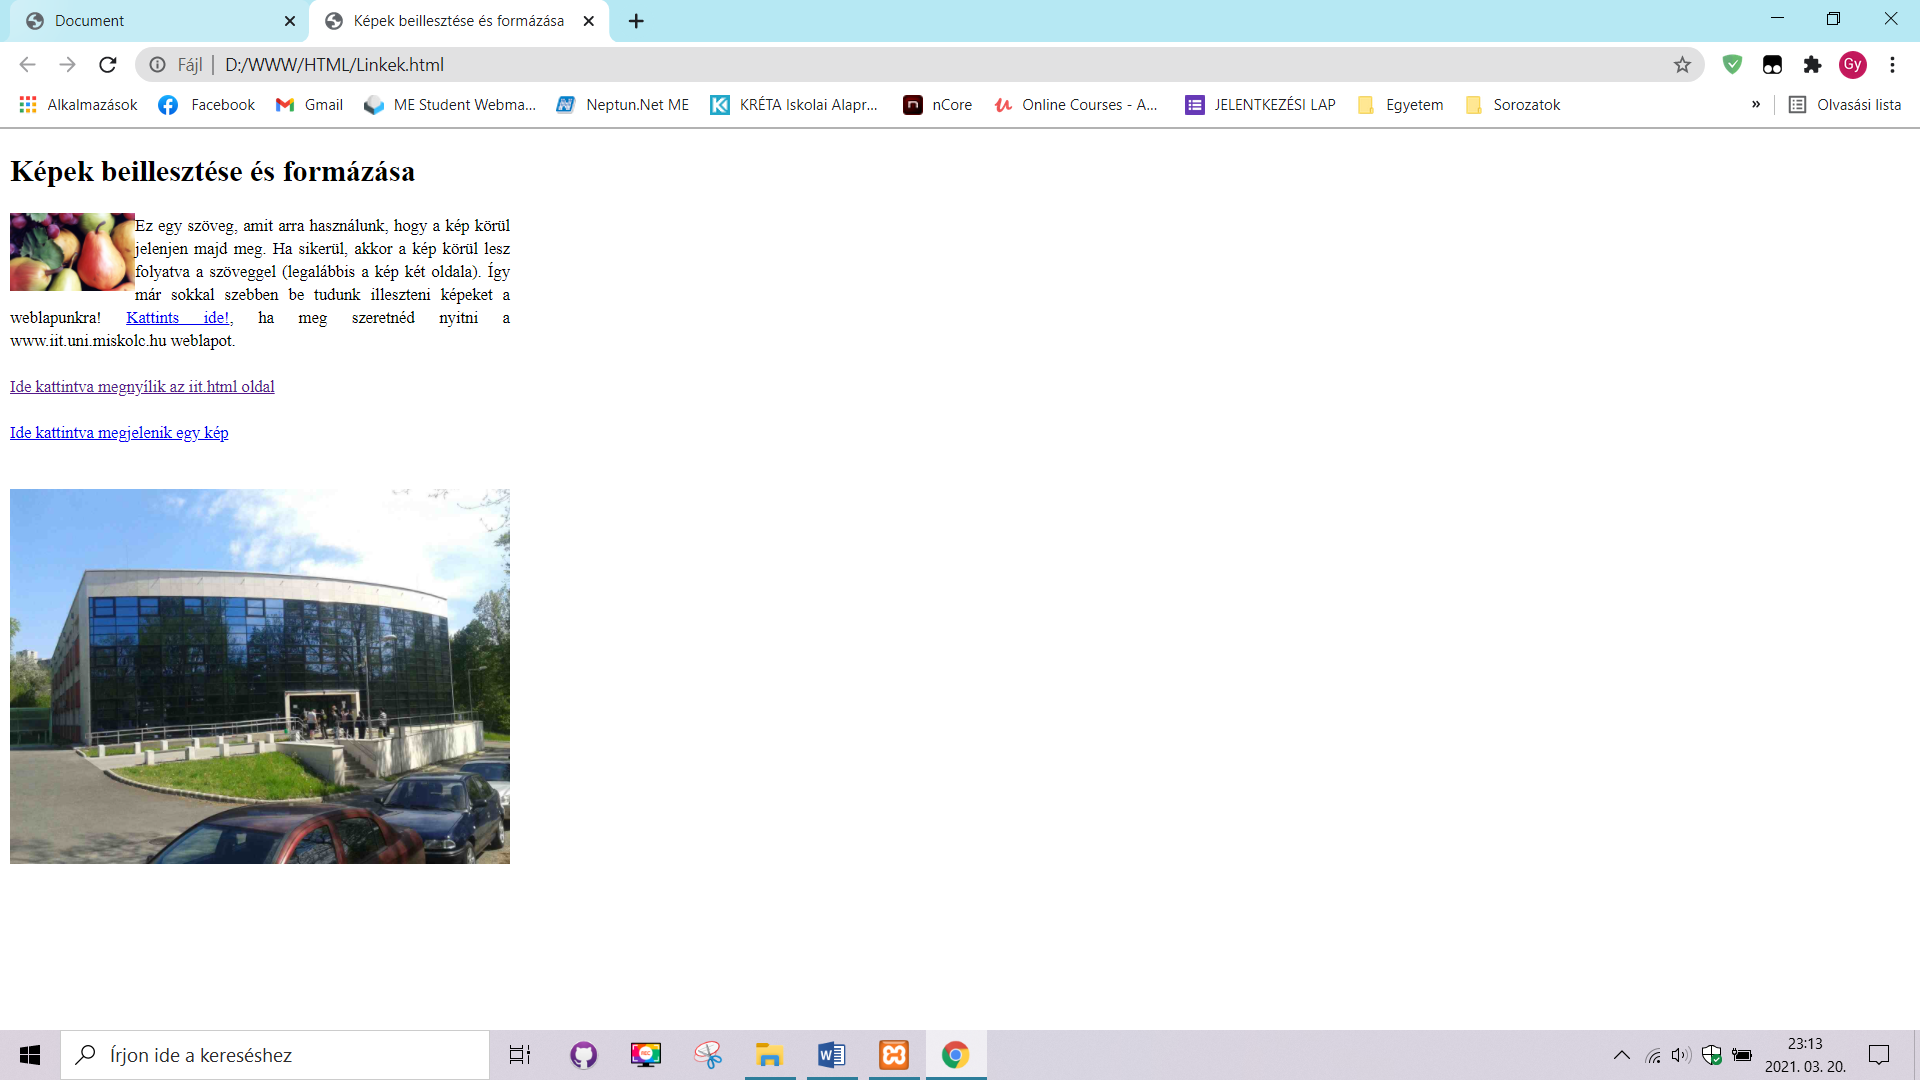 Document
Képek beillesztése és formázása
Fájl | D:/WWW/HTML/Linkek.html
Gy
Alkalmazások Facebook Gmail ME Student Webma... Neptun.Net ME KRÉTA Iskolai Alapr... nCore Online Courses - A... JELENTKEZÉSI LAP Egyetem Sorozatok » Olvasási lista
Képek beillesztése és formázása
Ez egy szöveg, amit arra használunk, hogy a kép körül
jelenjen majd meg. Ha sikerül, akkor a kép körül lesz
folyatva a szöveggel (legalábbis a kép két oldala). Így
már sokkal szebben be tudunk illeszteni képeket a
weblapunkra! Kattints ide!, ha meg szeretnéd nyitni a
www.iit.uni.miskolc.hu weblapot.
Ide kattintva megnyílik az iit.html oldal
Ide kattintva megjelenik egy kép
Írjon ide a kereséshez
23:13
2021. 03. 20.